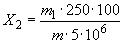 X₂ = m₁·250·100 / m·5·10⁶